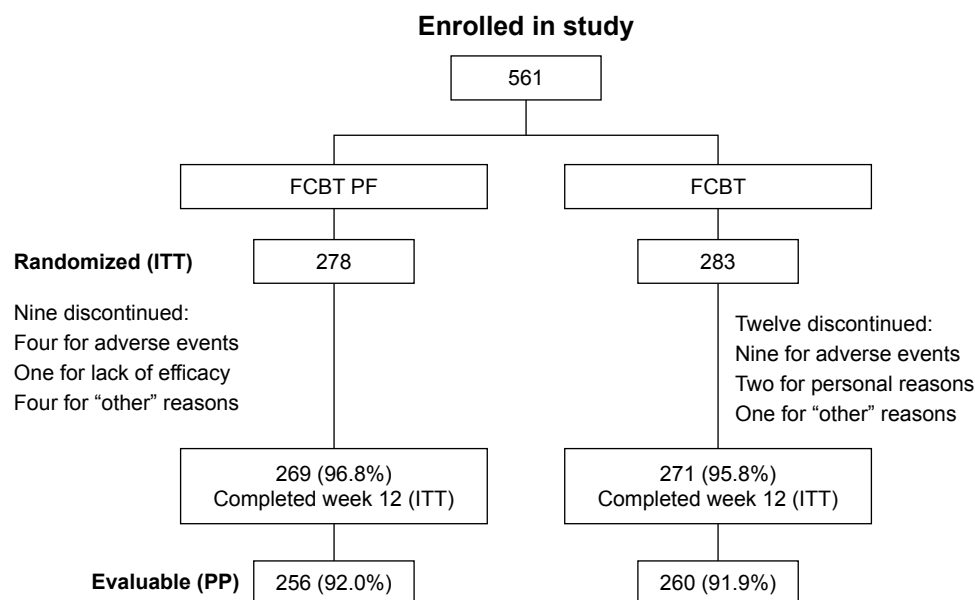 Enrolled in study
561
FCBT PF
FCBT
Randomized (ITT)
278
283
Nine discontinued:
Four for adverse events
One for lack of efficacy
Four for “other” reasons
Twelve discontinued:
Nine for adverse events
Two for personal reasons
One for “other” reasons
269 (96.8%)
Completed week 12 (ITT)
271 (95.8%)
Completed week 12 (ITT)
Evaluable (PP)
256 (92.0%)
260 (91.9%)